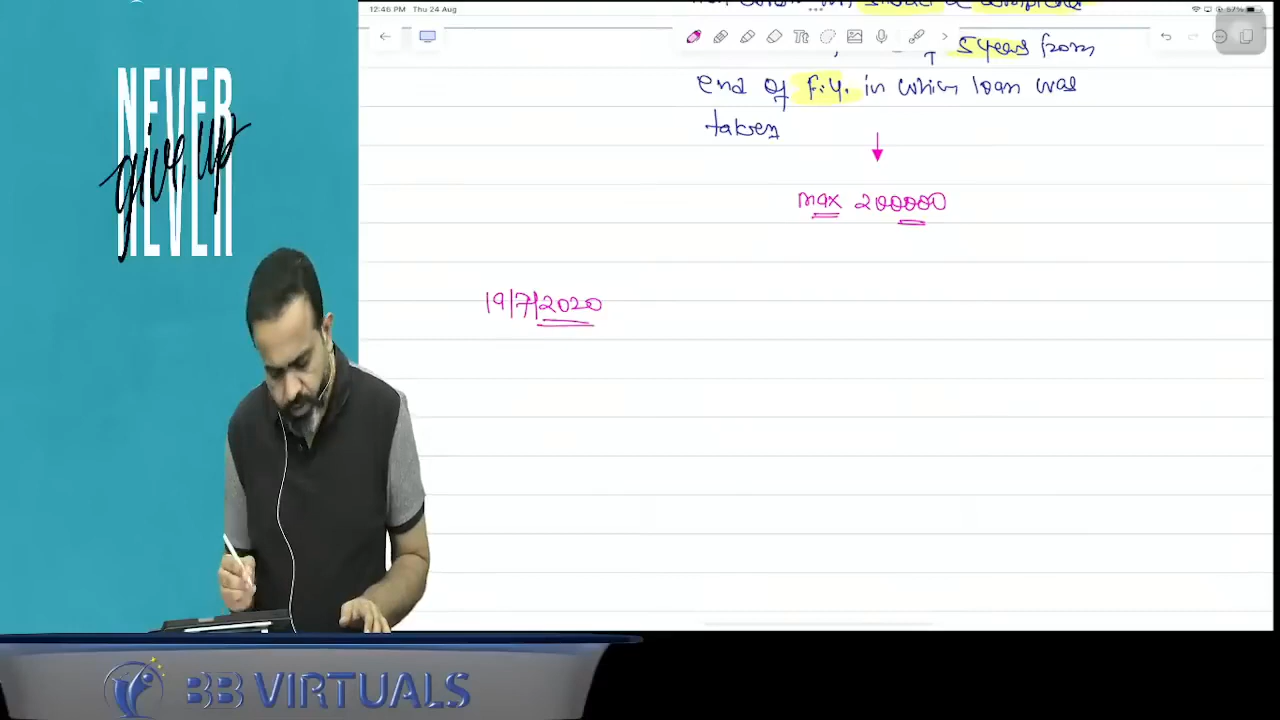 12:46 PM Thu 24 Aug
57%
5 years from
end of F.Y. in which loan was
taken
max 200000
19/7/2020
NEVER
give up
NEVER
BB VIRTUALS